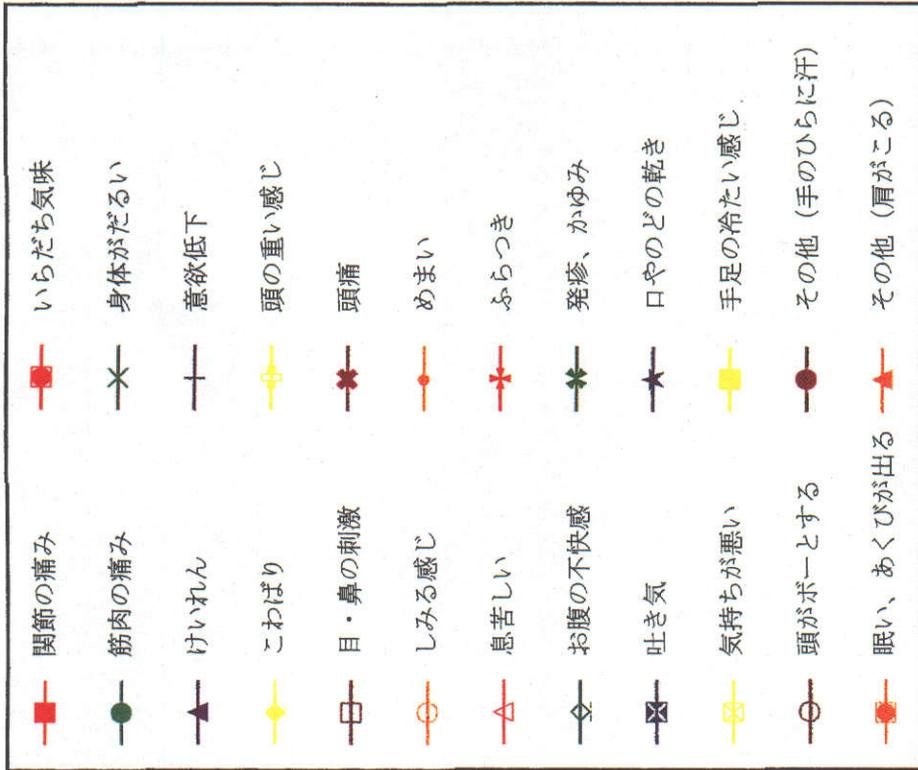 関節の痛み
筋肉の痛み
けいれん
こわばり
目・鼻の刺激
しみる感じ
息苦しい
お腹の不快感
吐き気
気持ちが悪い
頭がボーとする
眠い、あくびが出る
いらだち気味
身体がだるい
意欲低下
頭の重い感じ
頭痛
めまい
ふらつき
発疹、かゆみ
口やのどの乾き
手足の冷たい感じ
その他（手のひらに汗）
その他（肩がこる）